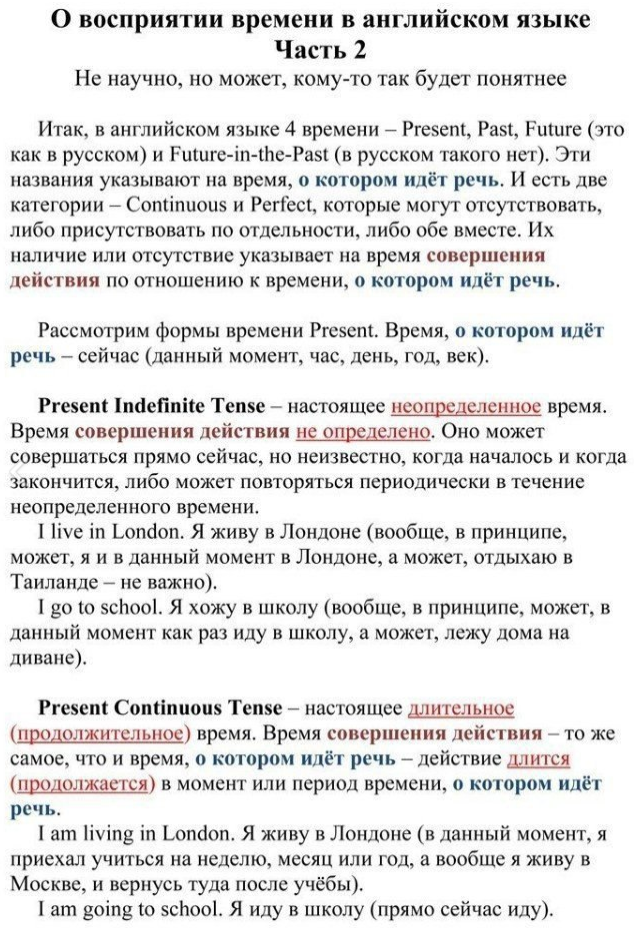 О восприятии времени в английском языке
Часть 2
Не научно, но может, кому-то так будет понятнее
Итак, в английском языке 4 времени – Present, Past, Future (это
как в русском) и Future-in-the-Past (в русском такого нет). Эти
названия указывают на время, о котором идёт речь. И есть две
категории – Continuous и Perfect, которые могут отсутствовать,
либо присутствовать по отдельности, либо обе вместе. Их
наличие или отсутствие указывает на время совершения
действия по отношению к времени, о котором идёт речь.
Рассмотрим формы времени Present. Время, о котором идёт
речь – сейчас (данный момент, час, день, год, век).
Present Indefinite Tense – настоящее неопределенное время.
Время совершения действия не определено. Оно может
совершаться прямо сейчас, но неизвестно, когда началось и когда
закончится, либо может повторяться периодически в течение
неопределенного времени.
I live in London. Я живу в Лондоне (вообще, в принципе,
может, я и в данный момент в Лондоне, а может, отдыхаю в
Таиланде – не важно).
I go to school. Я хожу в школу (вообще, в принципе, может, в
данный момент как раз иду в школу, а может, лежу дома на
диване).
Present Continuous Tense – настоящее длительное
(продолжительное) время. Время совершения действия – то же
самое, что и время, о котором идёт речь – действие длится
(продолжается) в момент или период времени, о котором идёт
речь.
I am living in London. Я живу в Лондоне (в данный момент, я
приехал учиться на неделю, месяц или год, а вообще я живу в
Москве, и вернусь туда после учёбы).
I am going to school. Я иду в школу (прямо сейчас иду).